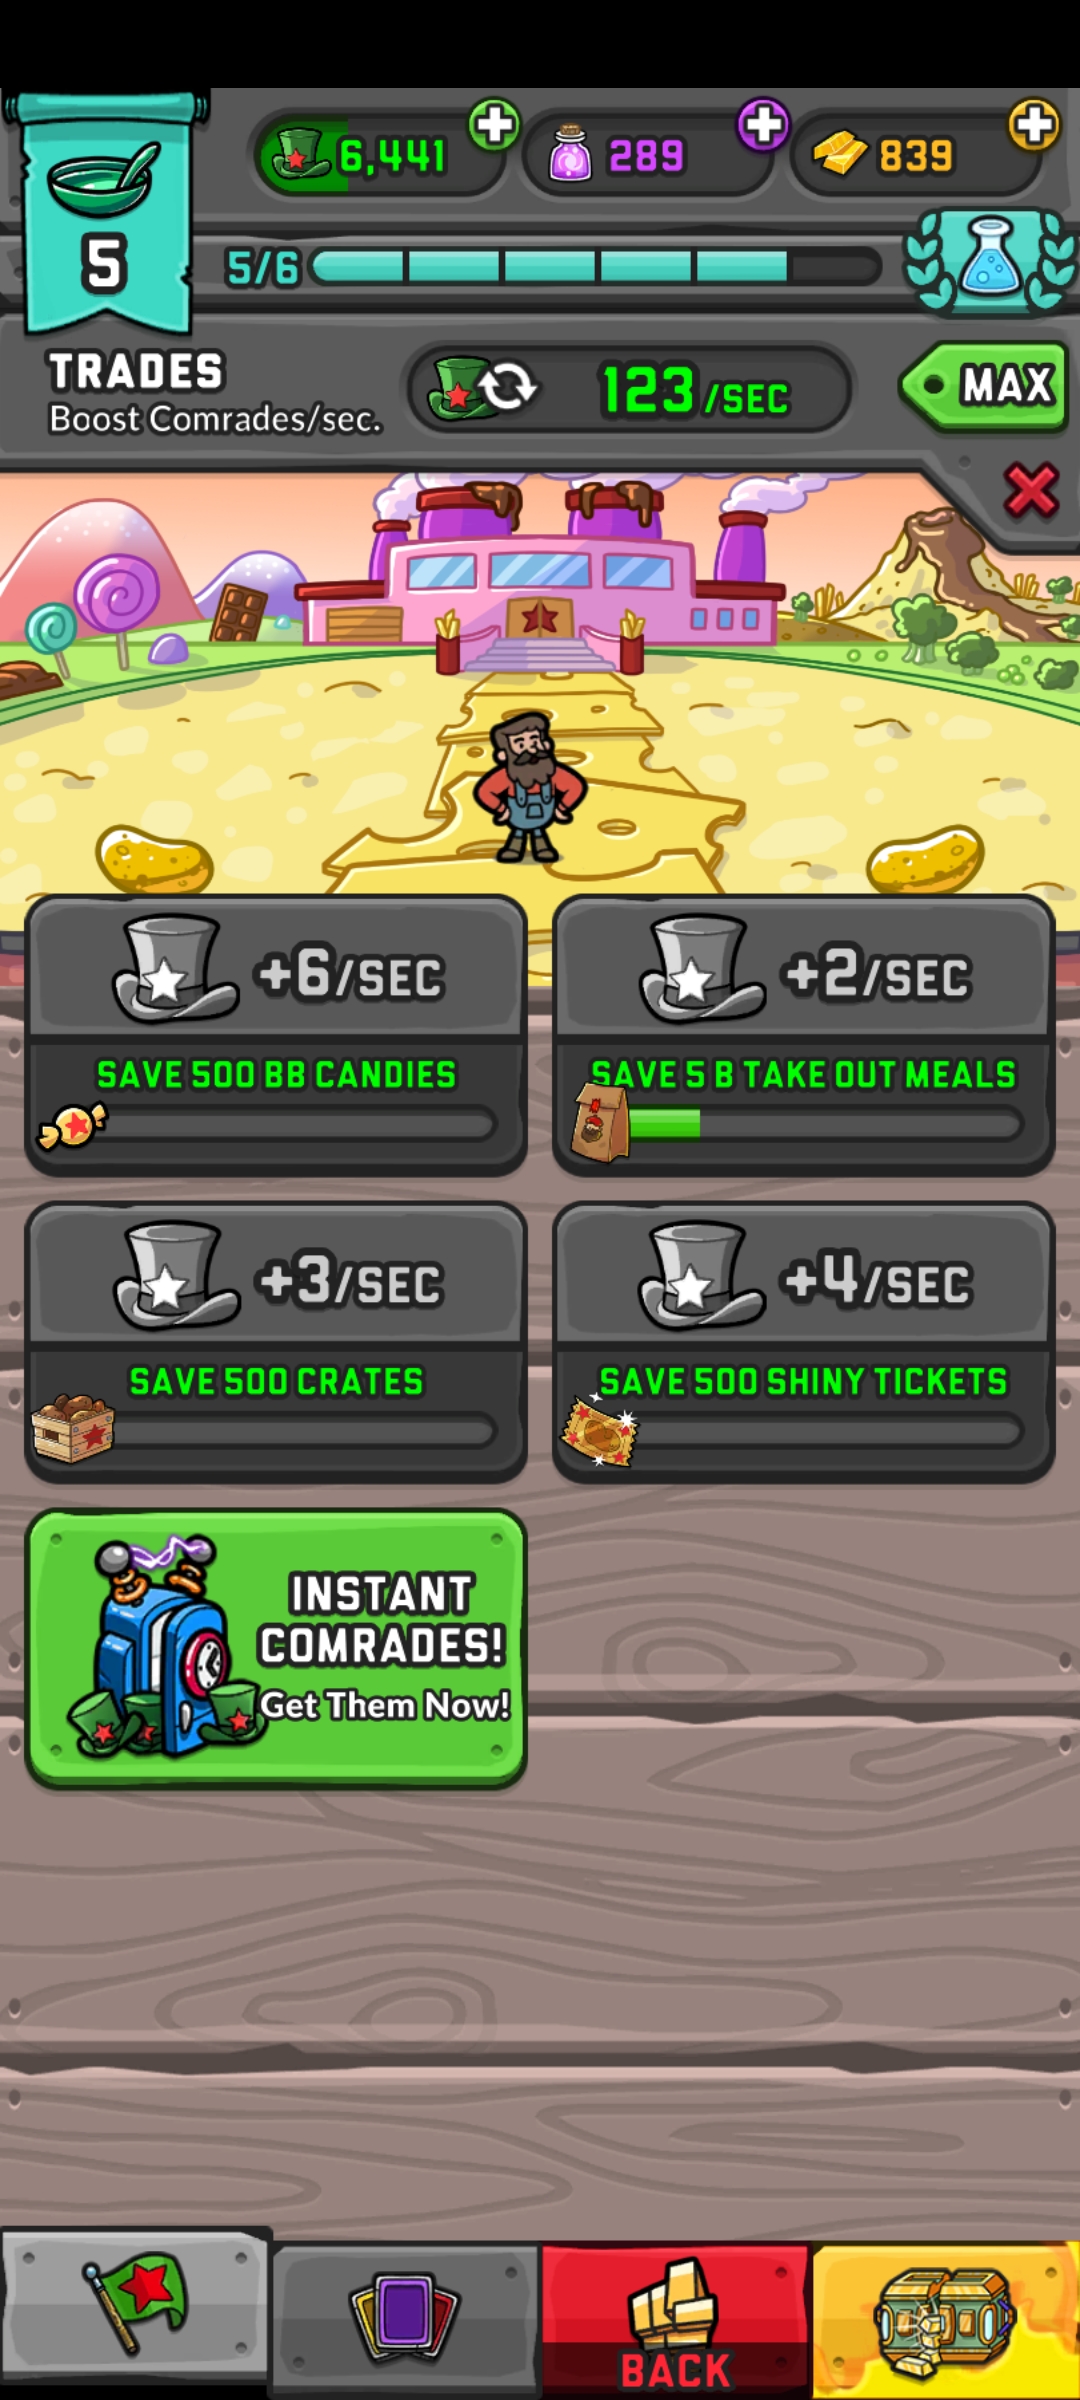 6,441
289
839
5
5/6
TRADES
Boost Comrades/sec.
123/SEC
MAX
+6/SEC
SAVE 500 BB CANDIES
+2/SEC
SAVE 5 B TAKE OUT MEALS
+3/SEC
SAVE 500 CRATES
+4/SEC
SAVE 500 SHINY TICKETS
INSTANT
COMRADES!
Get Them Now!
BACK